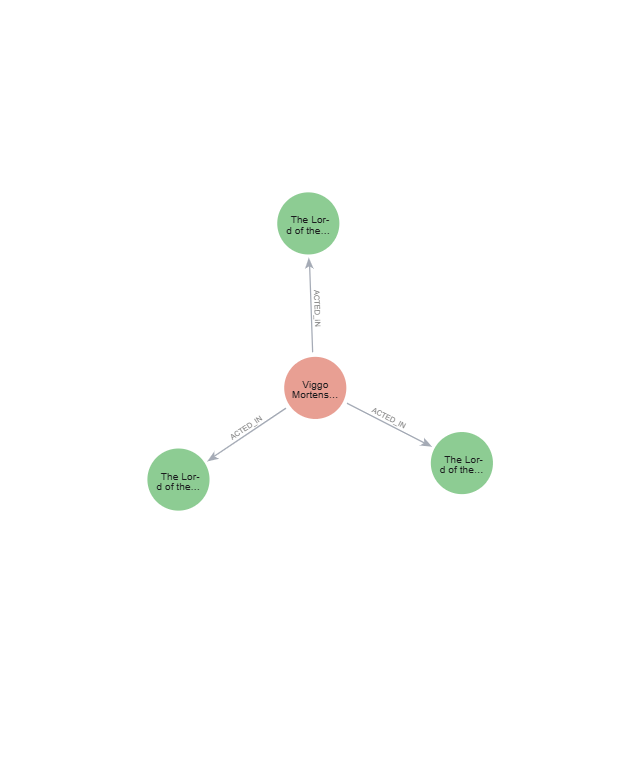 The Lor-
d of the...
ACTED_IN
Viggo
Mortens...
ACTED_IN
ACTED_IN
The Lor-
d of the...
The Lor-
d of the...